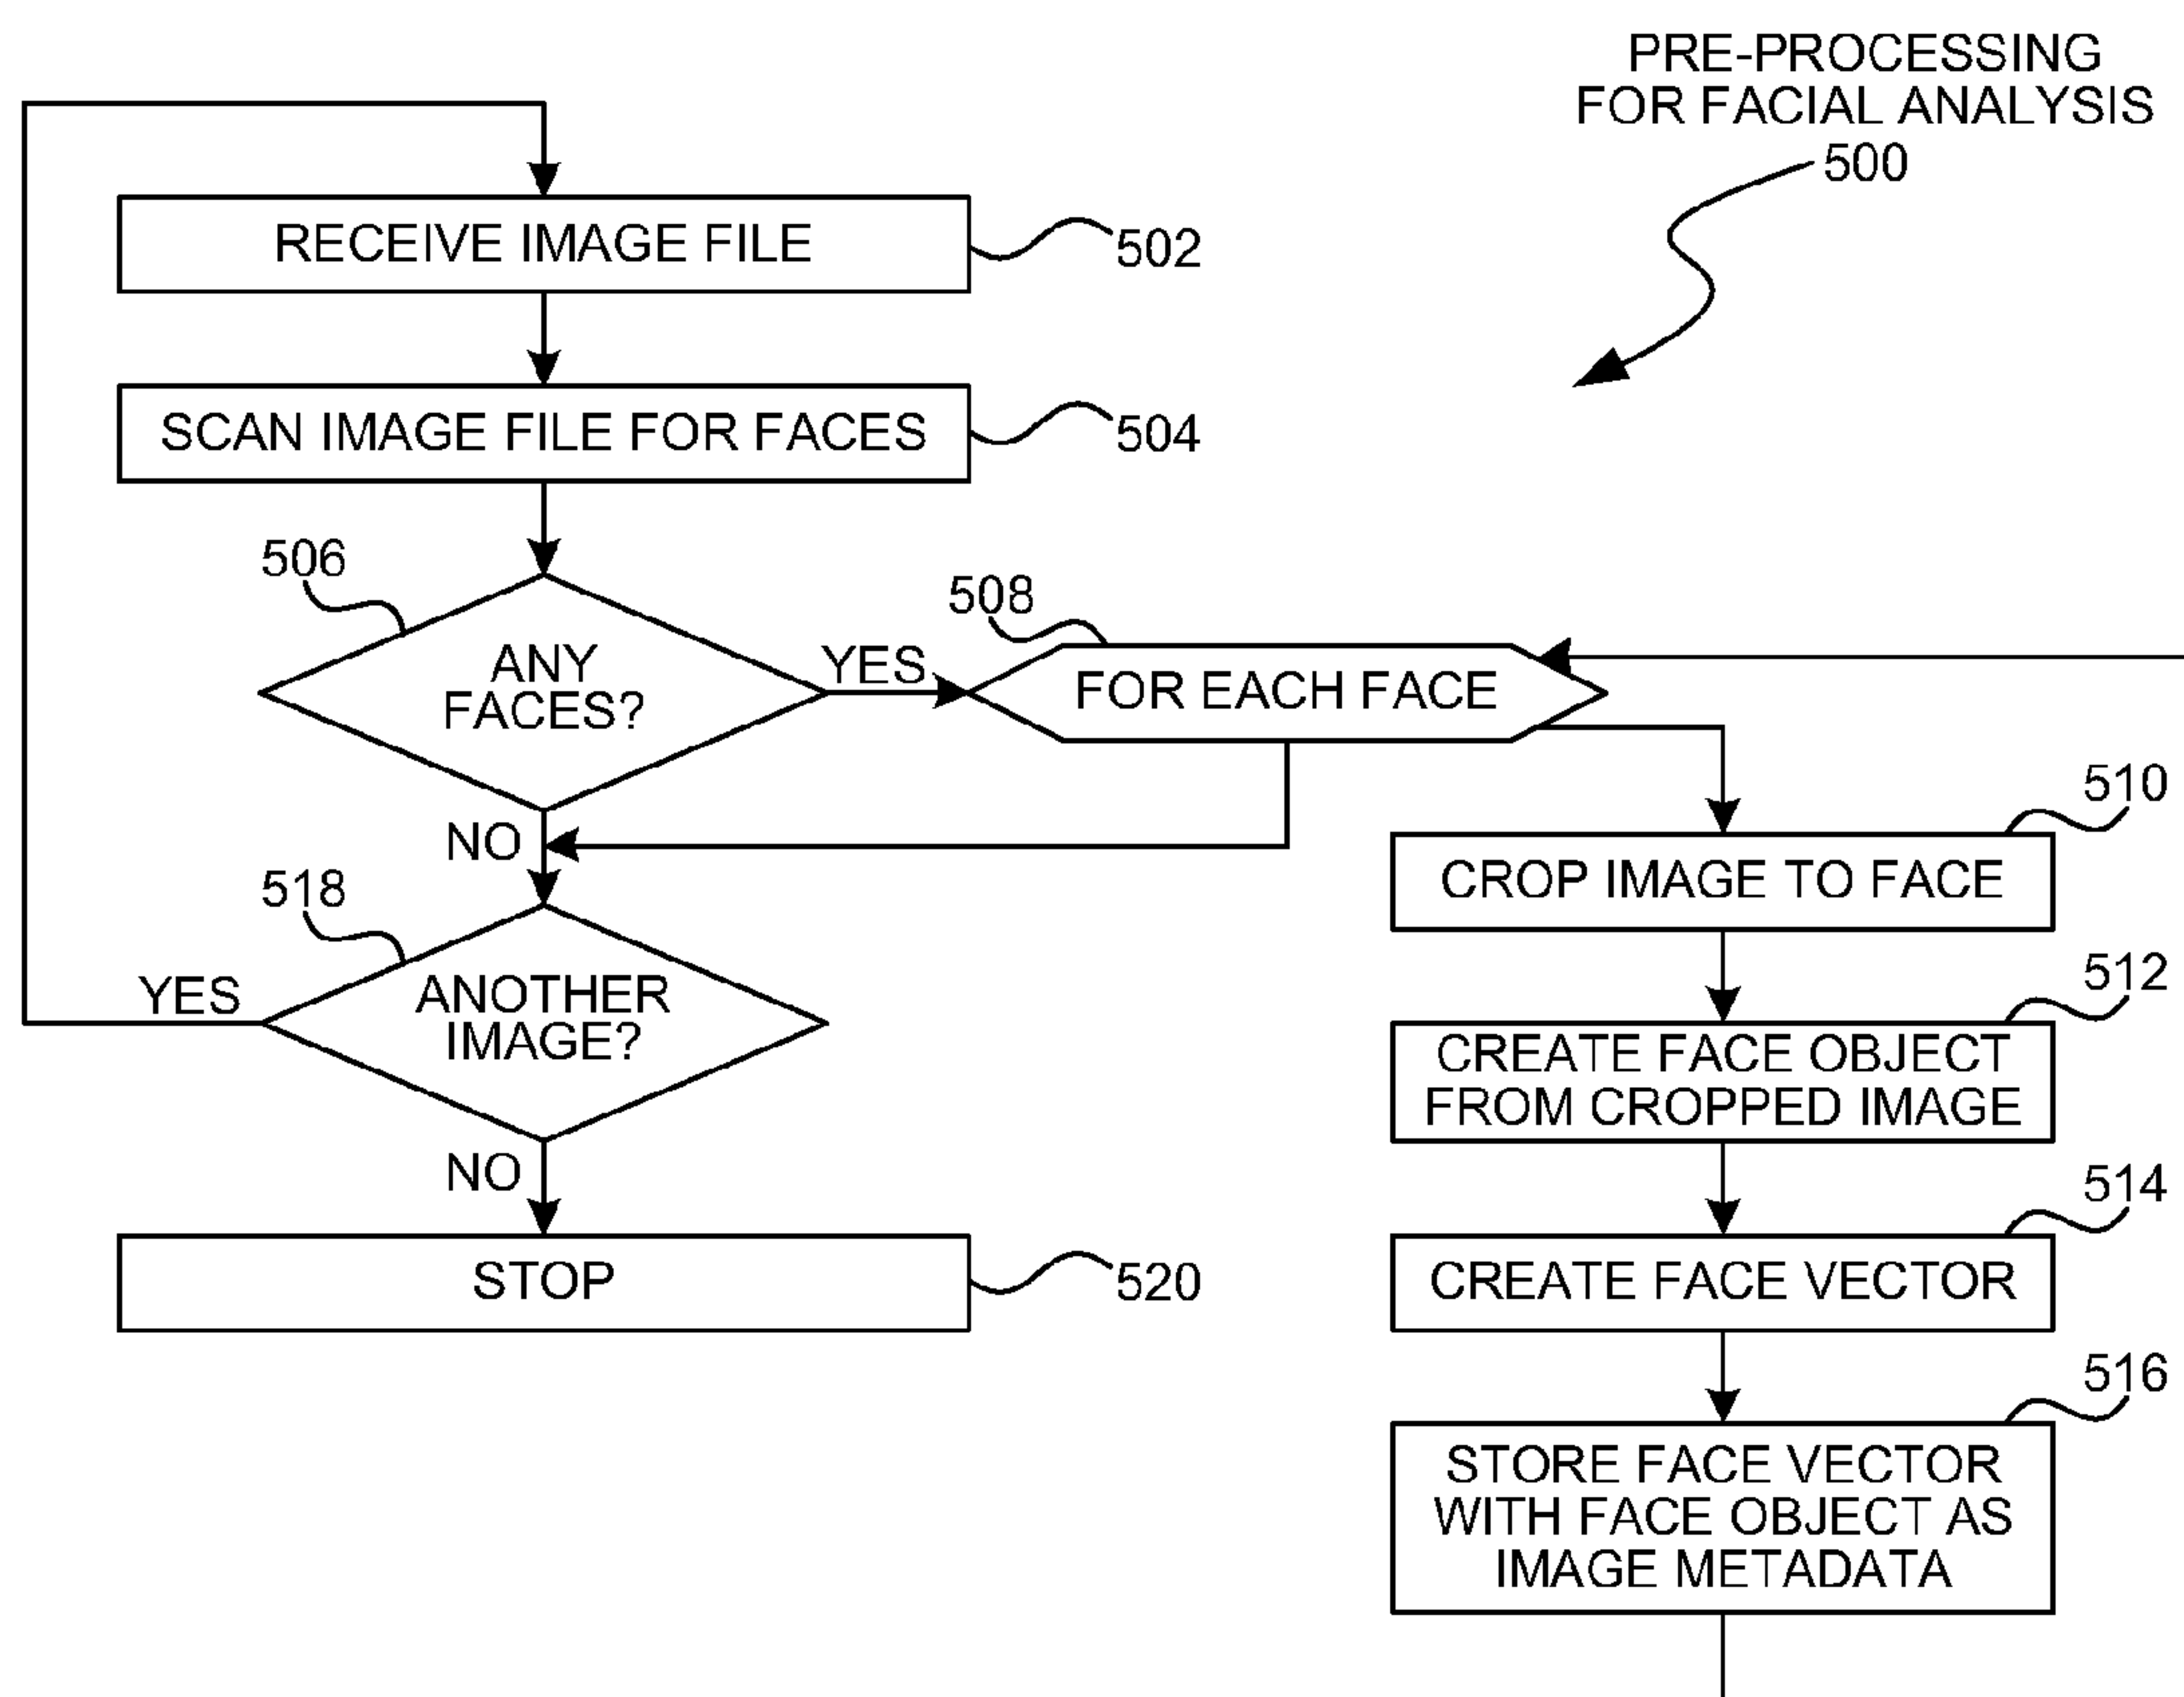 PRE-PROCESSING
FOR FACIAL ANALYSIS
500
RECEIVE IMAGE FILE
502
SCAN IMAGE FILE FOR FACES
504
506
ANY
FACES?
YES
508
FOR EACH FACE
NO
510
CROP IMAGE TO FACE
512
CREATE FACE OBJECT
FROM CROPPED IMAGE
514
CREATE FACE VECTOR
516
STORE FACE VECTOR
WITH FACE OBJECT AS
IMAGE METADATA
518
ANOTHER
IMAGE?
YES
NO
STOP
520